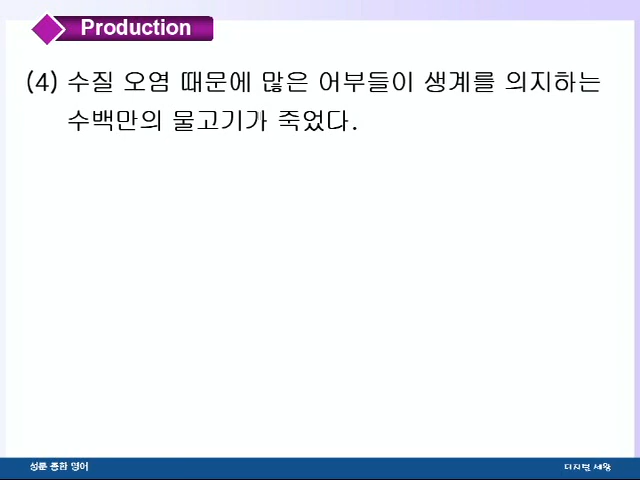 Production
(4) 수질 오염 때문에 많은 어부들이 생계를 의지하는
수백만의 물고기가 죽었다.
성문 종합 영어
디지털 세왕